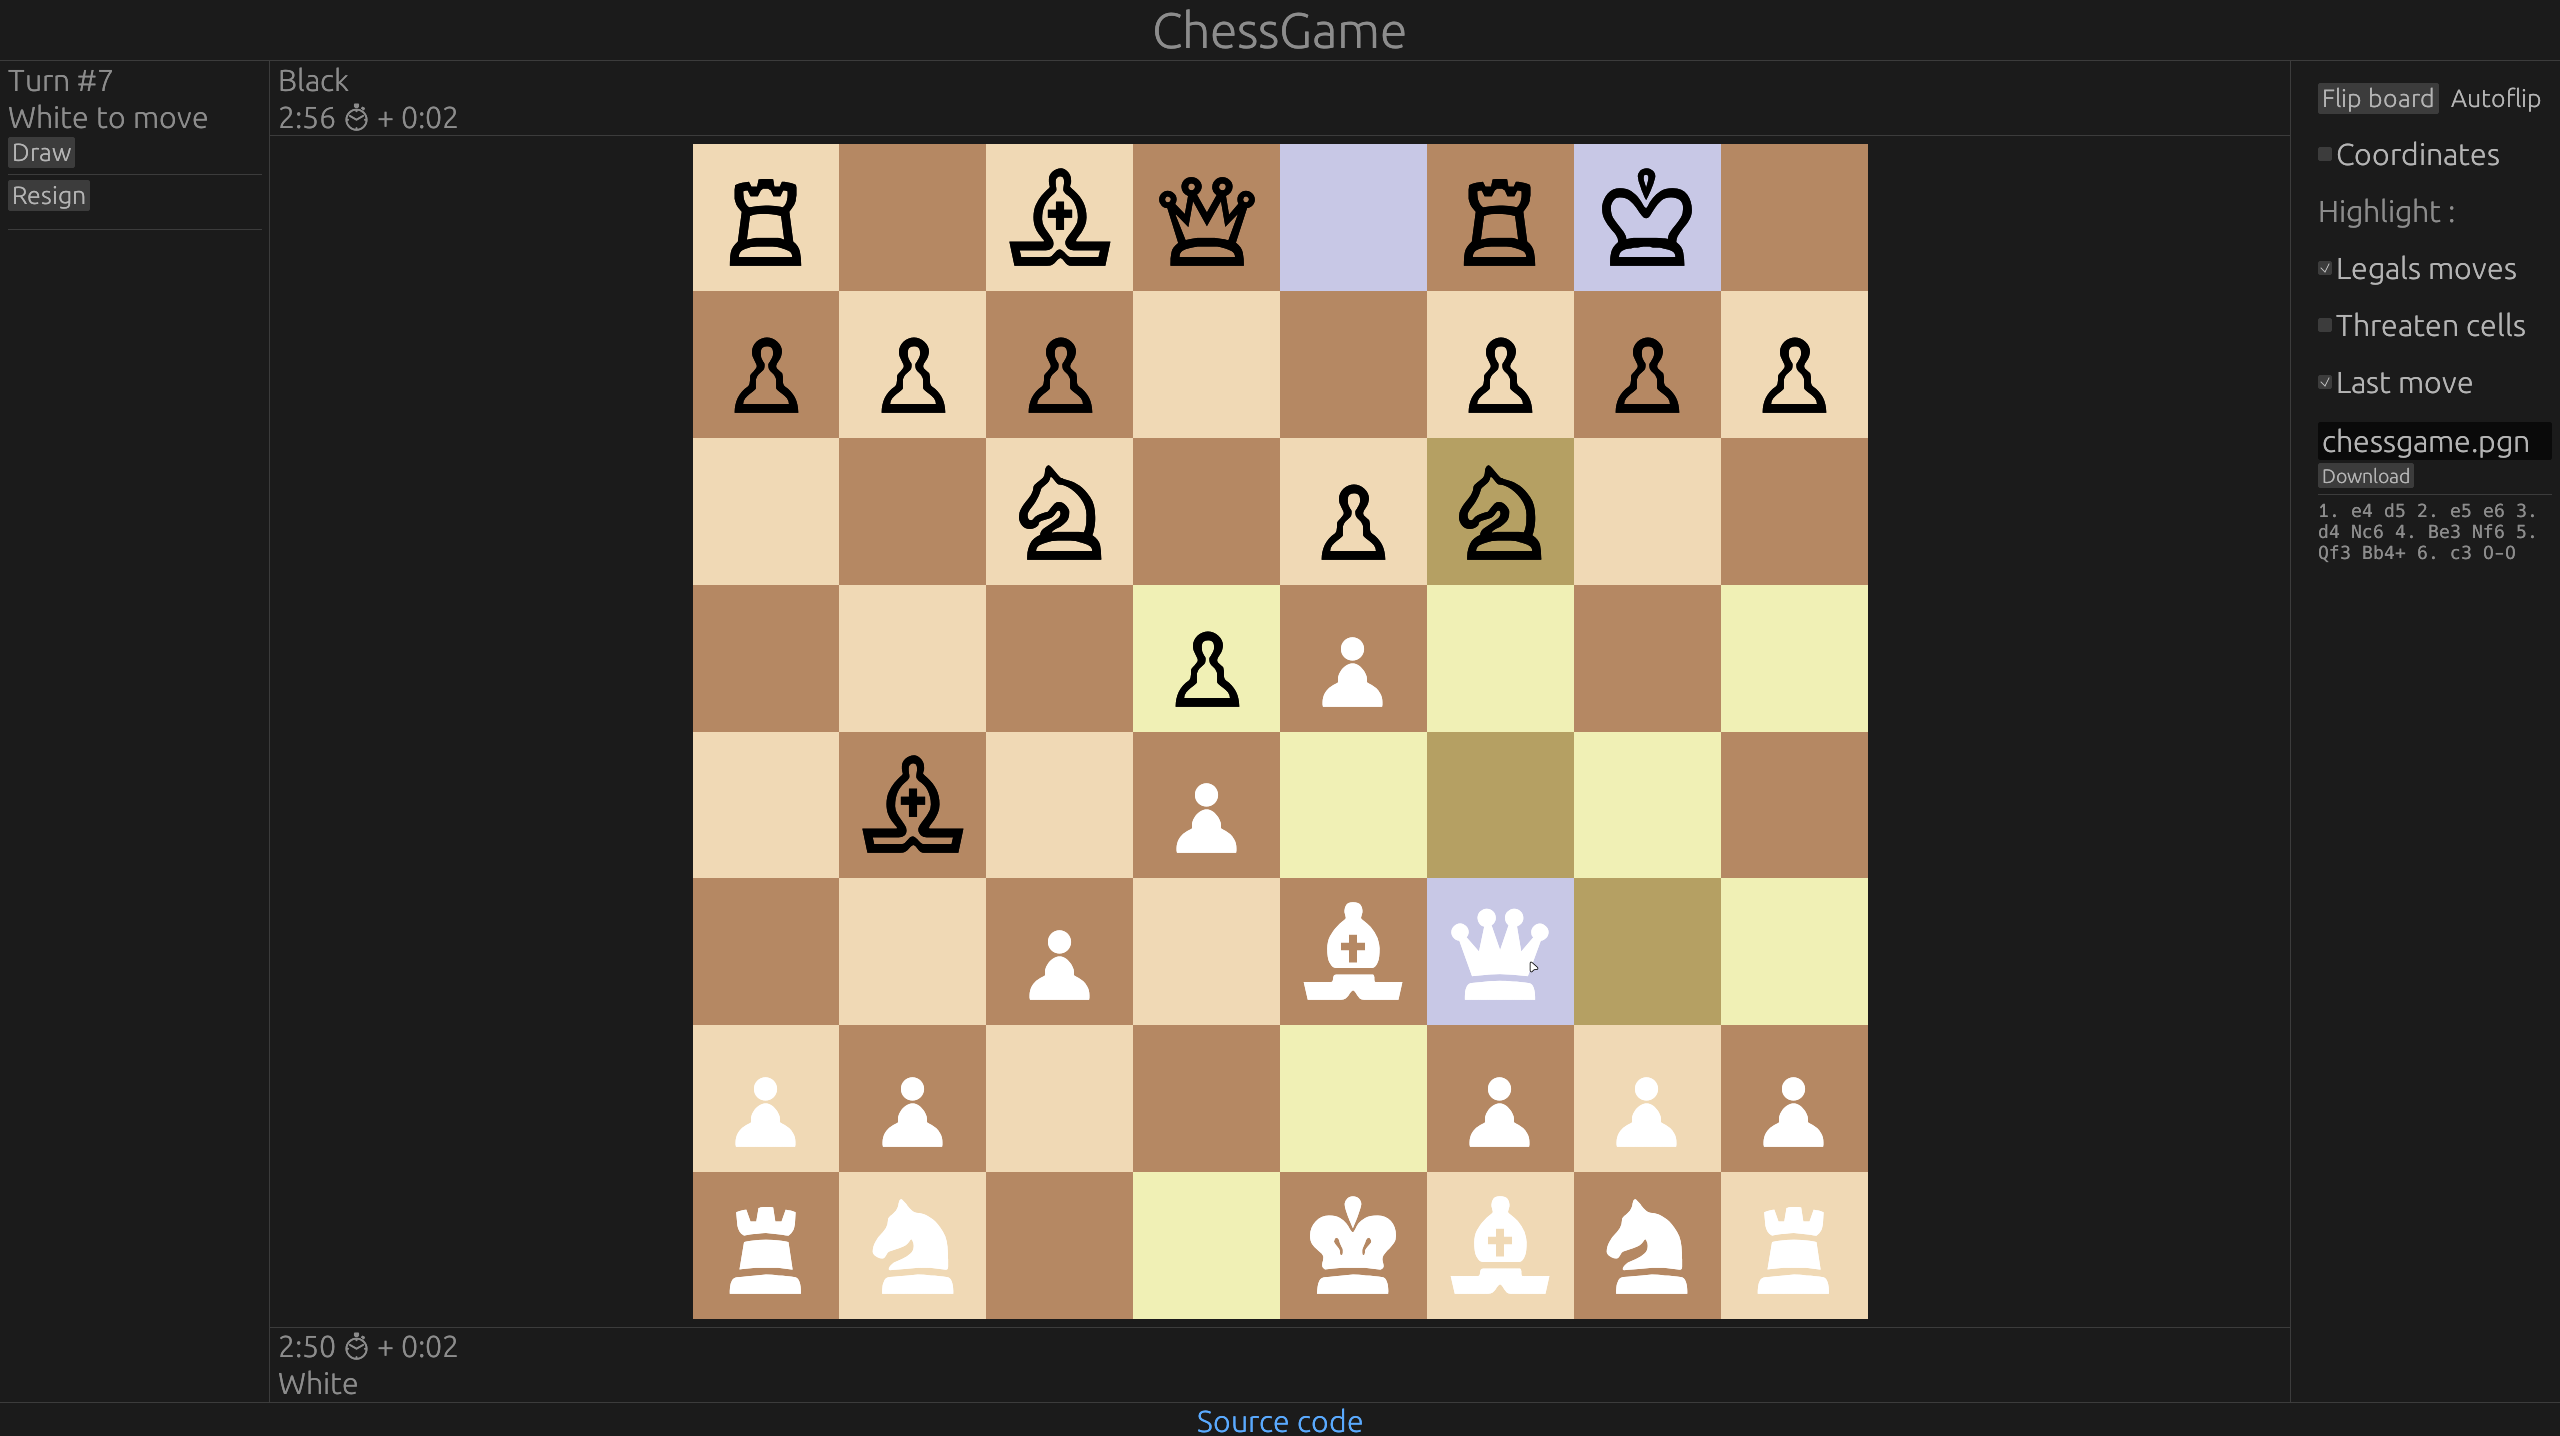 ChessGame
Turn #7
White to move
Draw
Resign
Black
2:56 ⏱ + 0:02
2:50 ⏱ + 0:02
White
Flip board Autoflip
Coordinates
Highlight :
Legals moves
Threaten cells
Last move
chessgame.pgn
Download
1. e4 d5 2. e5 e6 3.
d4 Nc6 4. Be3 Nf6 5.
Qf3 Bb4+ 6. c3 O-O
Source code